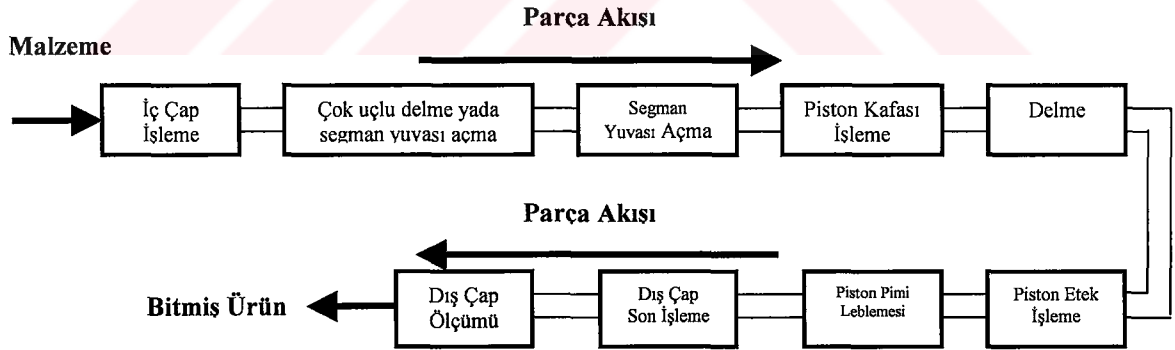 Parça Akışı
Malzeme
İç Çap
İşleme
Çok uçlu delme yada
segman yuvası açma
Segman
Yuvası Açma
Piston Kafası
İşleme
Delme
Parça Akışı
Bitmiş Ürün
Dış Çap
Ölçümü
Dış Çap
Son İşleme
Piston Pimi
Leblemesi
Piston Etek
İşleme